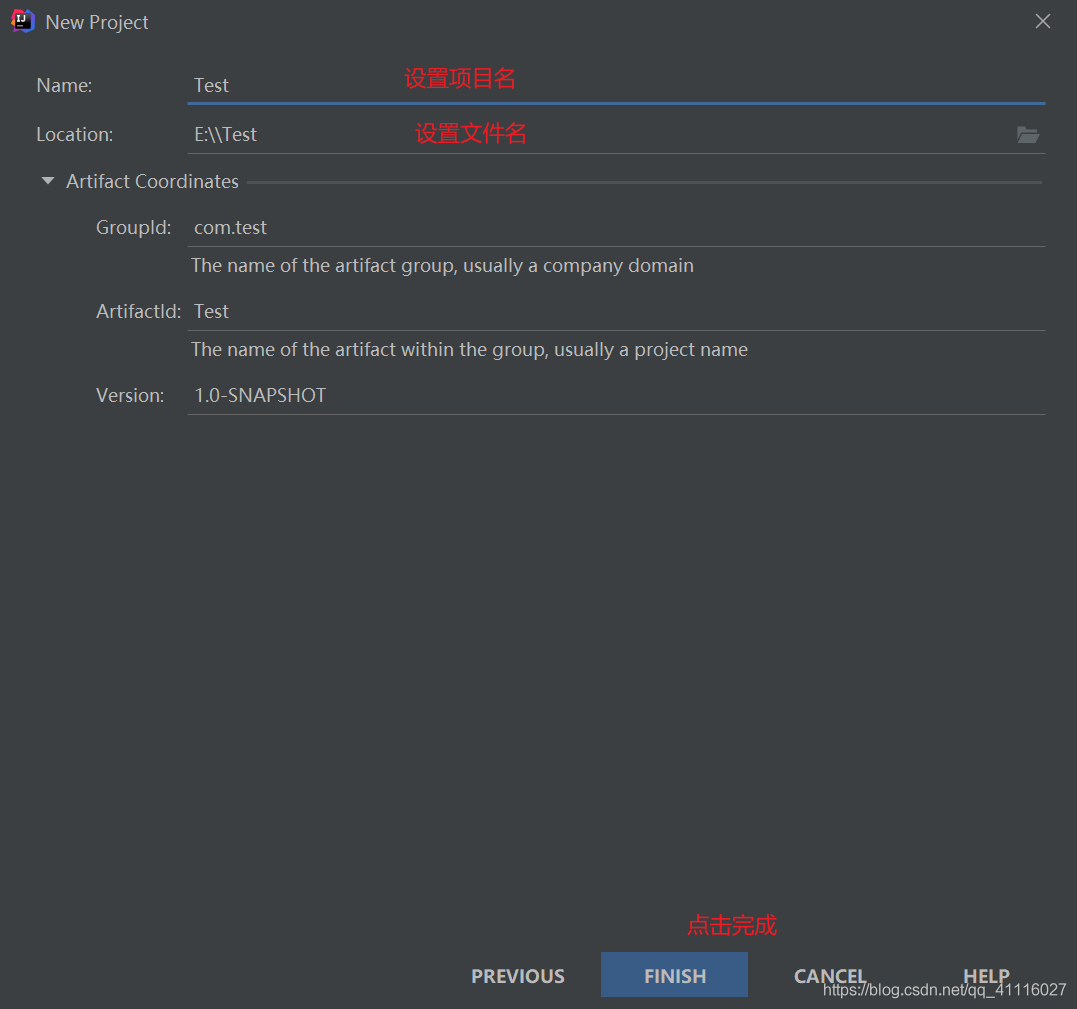 New Project
Name: Test 设置项目名
Location: E:\\Test 设置文件名
Artifact Coordinates
GroupId: com.test
The name of the artifact group, usually a company domain
ArtifactId: Test
The name of the artifact within the group, usually a project name
Version: 1.0-SNAPSHOT
点击完成
PREVIOUS FINISH CANCEL HELP
https://blog.csdn.net/qq_41116027